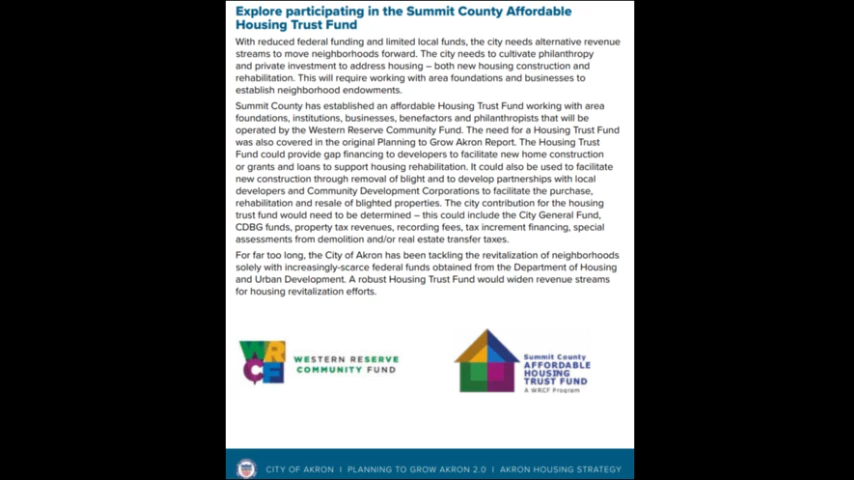 Explore participating in the Summit County Affordable
Housing Trust Fund
With reduced federal funding and limited local funds, the city needs alternative revenue
streams to move neighborhoods forward. The city needs to cultivate philanthropy
and private investment to address housing – both new housing construction and
rehabilitation. This will require working with area foundations and businesses to
establish neighborhood endowments.
Summit County has established an affordable Housing Trust Fund working with area
foundations, institutions, businesses, benefactors and philanthropists that will be
operated by the Western Reserve Community Fund. The need for a Housing Trust Fund
was also covered in the original Planning to Grow Akron Report. The Housing Trust
Fund could provide gap financing to developers to facilitate new home construction
or grants and loans to support housing rehabilitation. It could also be used to facilitate
new construction through removal of blight and to develop partnerships with local
developers and Community Development Corporations to facilitate the purchase,
rehabilitation and resale of blighted properties. The city contribution for the housing
trust fund would need to be determined – this could include the City General Fund,
CDBG funds, property tax revenues, recording fees, tax increment financing, special
assessments from demolition and/or real estate transfer taxes.
For far too long, the City of Akron has been tackling the revitalization of neighborhoods
solely with increasingly-scarce federal funds obtained from the Department of Housing
and Urban Development. A robust Housing Trust Fund would widen revenue streams
for housing revitalization efforts.
WRCF
WESTERN RESERVE
COMMUNITY FUND
Summit County
AFFORDABLE
HOUSING
TRUST FUND
A WRCF Program
CITY OF AKRON | PLANNING TO GROW AKRON 2.0 | AKRON HOUSING STRATEGY